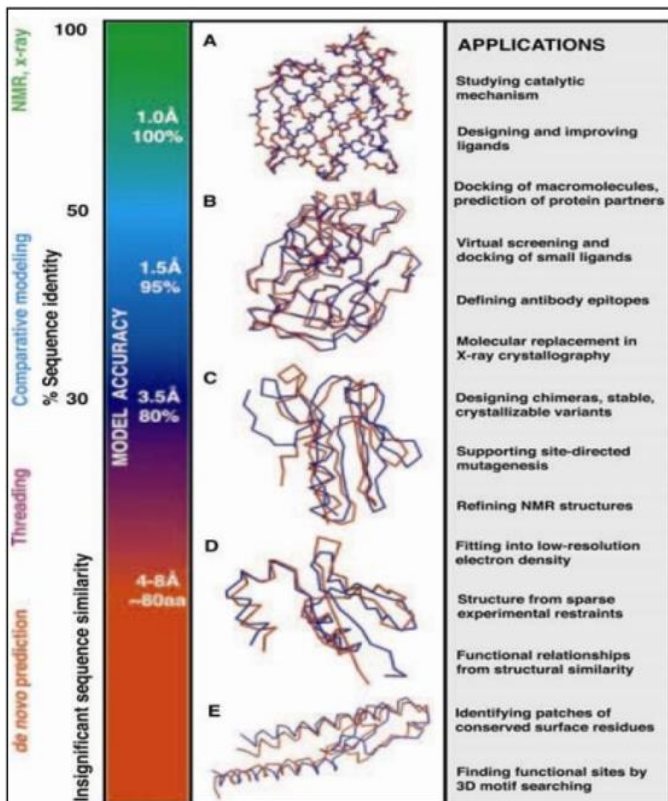 NMR, x-ray
Comparative modeling
Threading
de novo prediction
% Sequence identity
Insignificant sequence similarity
100
50
30
MODEL ACCURACY
1.0Å
100%
1.5Å
95%
3.5Å
80%
4-8Å
~80aa
A
B
C
D
E
APPLICATIONS
Studying catalytic
mechanism
Designing and improving
ligands
Docking of macromolecules,
prediction of protein partners
Virtual screening and
docking of small ligands
Defining antibody epitopes
Molecular replacement in
X-ray crystallography
Designing chimeras, stable,
crystallizable variants
Supporting site-directed
mutagenesis
Refining NMR structures
Fitting into low-resolution
electron density
Structure from sparse
experimental restraints
Functional relationships
from structural similarity
Identifying patches of
conserved surface residues
Finding functional sites by
3D motif searching